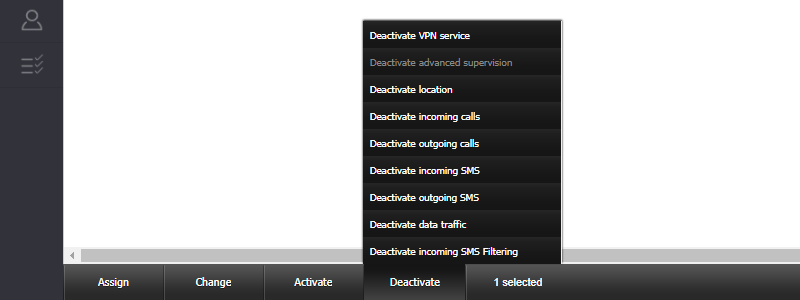 Deactivate VPN service
Deactivate advanced supervision
Deactivate location
Deactivate incoming calls
Deactivate outgoing calls
Deactivate incoming SMS
Deactivate outgoing SMS
Deactivate data traffic
Deactivate incoming SMS Filtering
Assign Change Activate Deactivate 1 selected